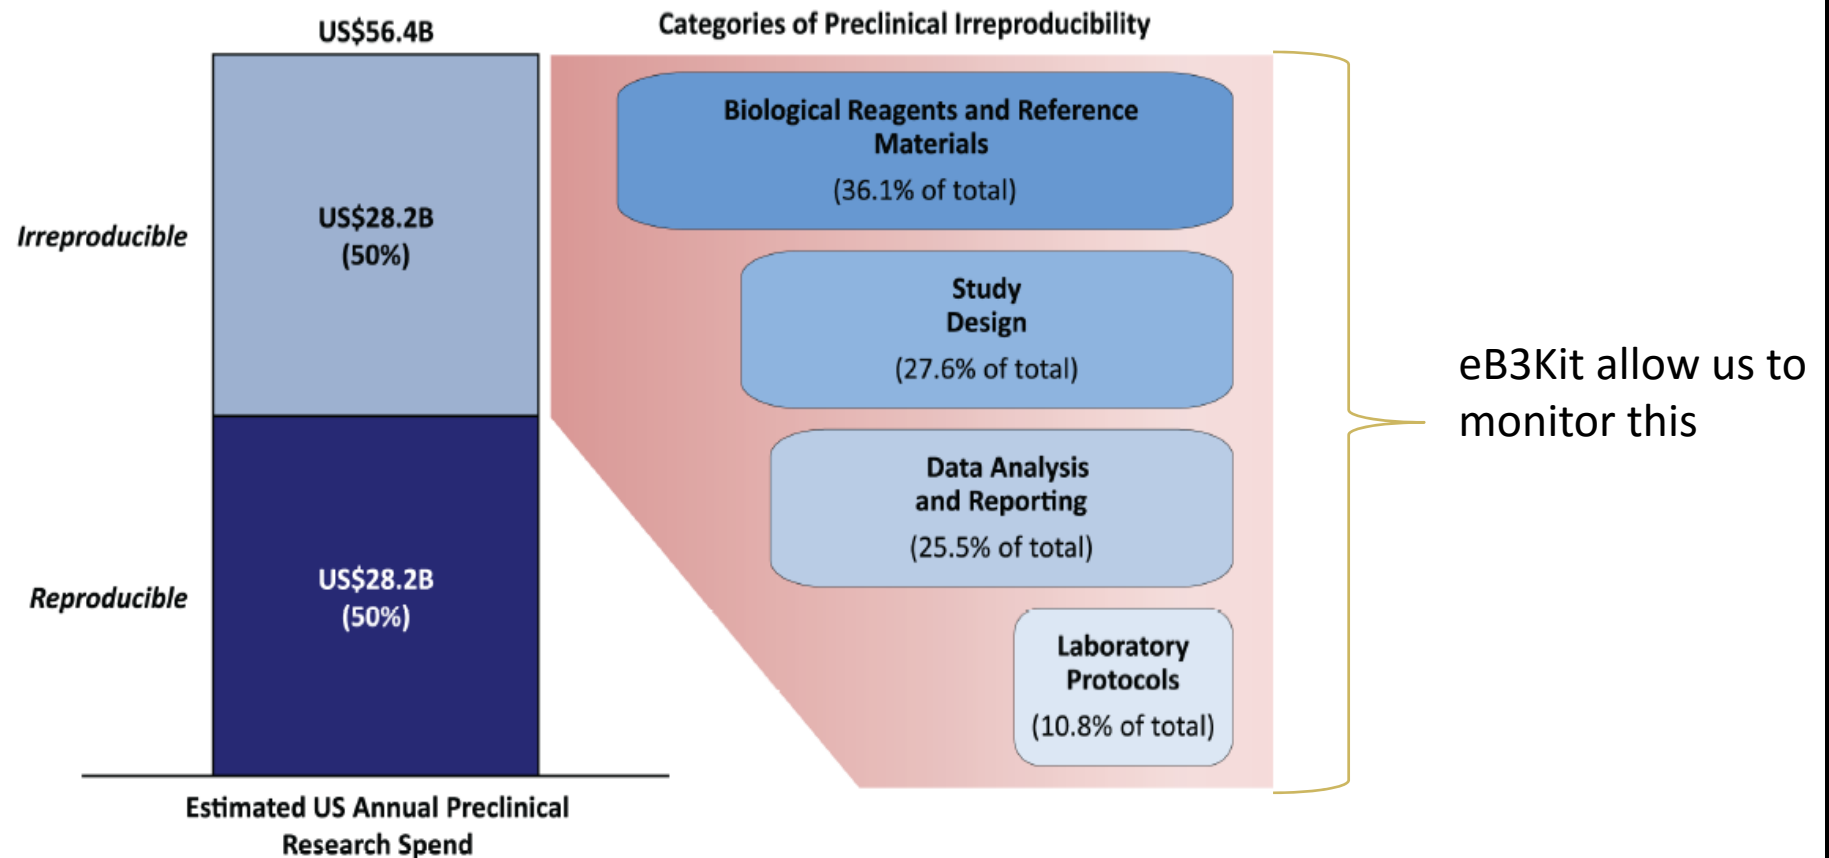 US$56.4B
Categories of Preclinical Irreproducibility
Irreproducible
US$28.2B
(50%)
Reproducible
US$28.2B
(50%)
Estimated US Annual Preclinical
Research Spend
Biological Reagents and Reference
Materials
(36.1% of total)
Study
Design
(27.6% of total)
Data Analysis
and Reporting
(25.5% of total)
Laboratory
Protocols
(10.8% of total)
eB3Kit allow us to
monitor this